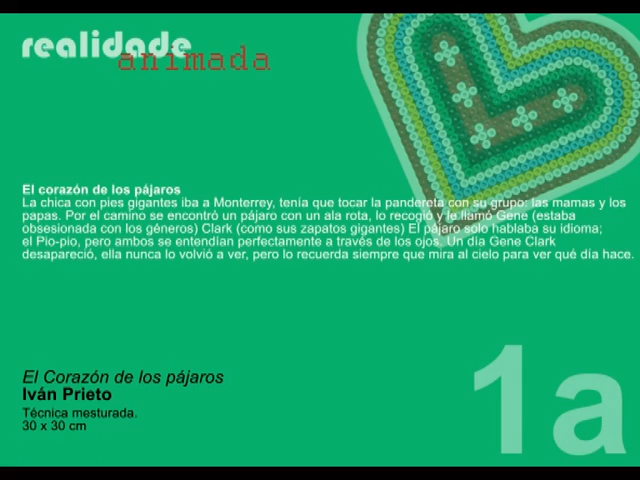 realidade
animada
El corazón de los pájaros
La chica con pies gigantes iba a Monterrey, tenía que tocar la pandereta con su grupo: las mamas y los
papas. Por el camino se encontró un pájaro con un ala rota, lo recogió y le llamó Gene (estaba
obsesionada con los géneros) Clark (como sus zapatos gigantes) El pájaro sólo hablaba su idioma;
el Pio-pio, pero ambos se entendían perfectamente a través de los ojos. Un día Gene Clark
desapareció, ella nunca lo volvió a ver, pero lo recuerda siempre que mira al cielo para ver qué día hace.
El Corazón de los pájaros
Iván Prieto
Técnica mesturada.
30 x 30 cm
1a